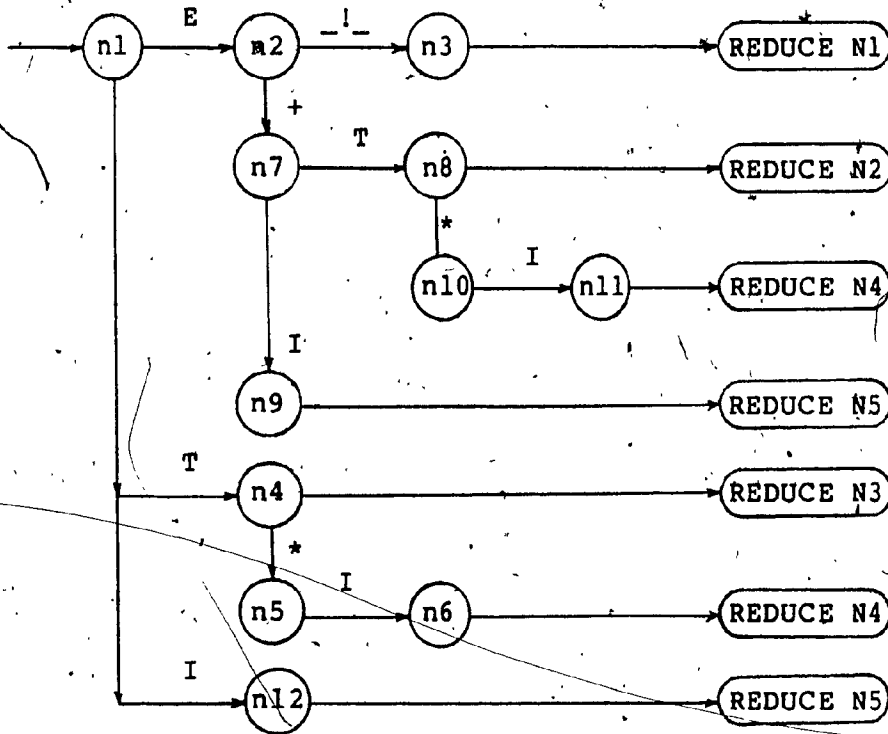 E
n1 n2 _!_ n3 REDUCE N1
+
T
n7 n8 REDUCE N2
*
I
n10 n11 REDUCE N4
I
n9 REDUCE N5
T
n4 REDUCE N3
*
I
n5 n6 REDUCE N4
I
n12 REDUCE N5